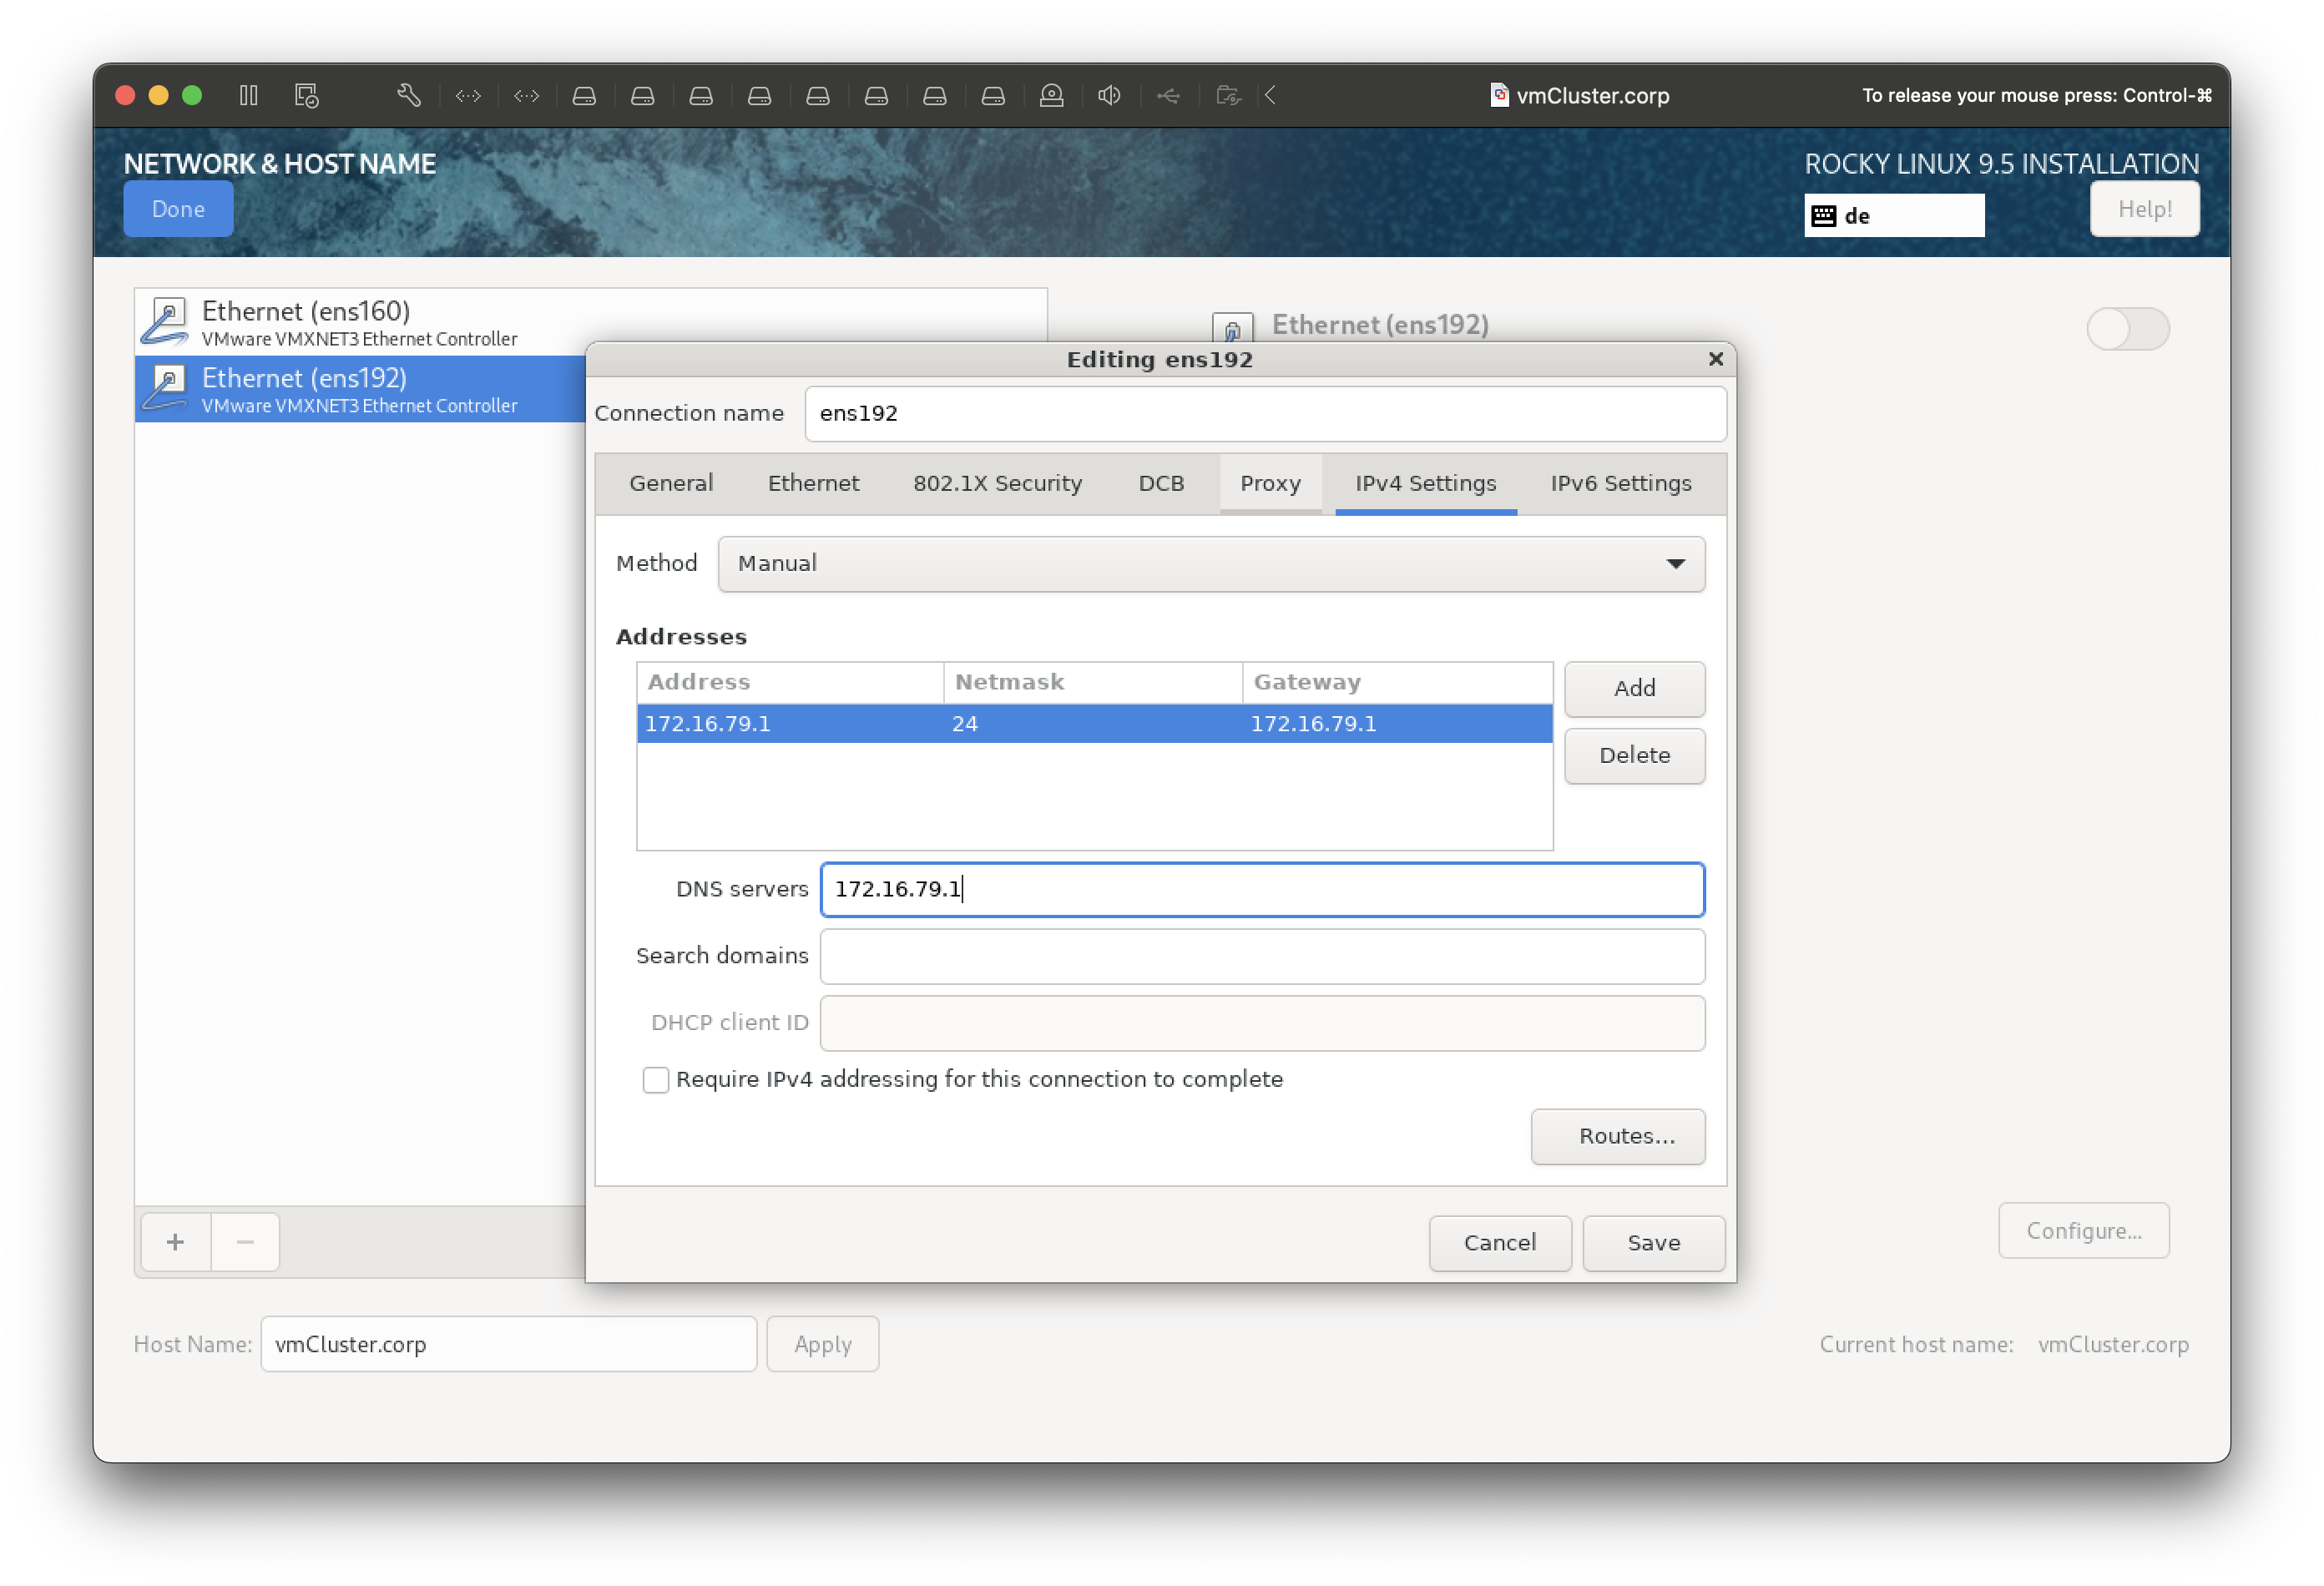 vmCluster.corp
To release your mouse press: Control-⌘
NETWORK & HOST NAME
ROCKY LINUX 9.5 INSTALLATION
Done
de
Help!
Ethernet (ens160)
VMware VMXNET3 Ethernet Controller
Ethernet (ens192)
VMware VMXNET3 Ethernet Controller
Ethernet (ens192)
Editing ens192
Connection name
ens192
General
Ethernet
802.1X Security
DCB
Proxy
IPv4 Settings
IPv6 Settings
Method
Manual
Addresses
Address
Netmask
Gateway
172.16.79.1
24
172.16.79.1
Add
Delete
DNS servers
172.16.79.1
Search domains
DHCP client ID
Require IPv4 addressing for this connection to complete
Routes…
Cancel
Save
Configure...
Host Name:
vmCluster.corp
Apply
Current host name:
vmCluster.corp